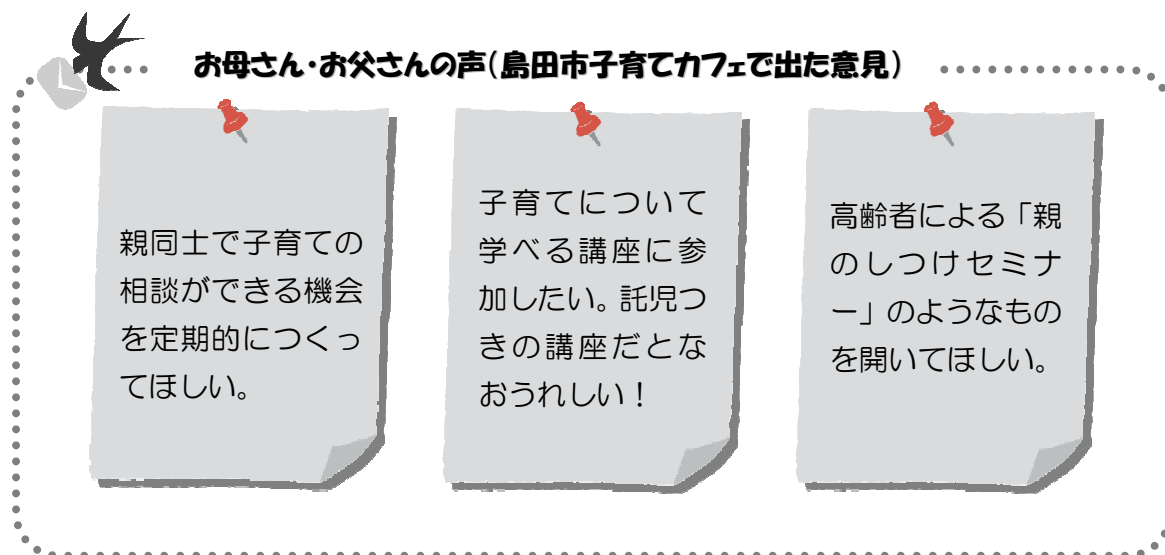 お母さん・お父さんの声（島田市子育てカフェで出た意見）
親同士で子育ての
相談ができる機会
を定期的につくっ
てほしい。
子育てについて
学べる講座に参
加したい。託児つ
きの講座だとな
おうれしい！
高齢者による「親
のしつけセミナ
ー」のようなもの
を開いてほしい。